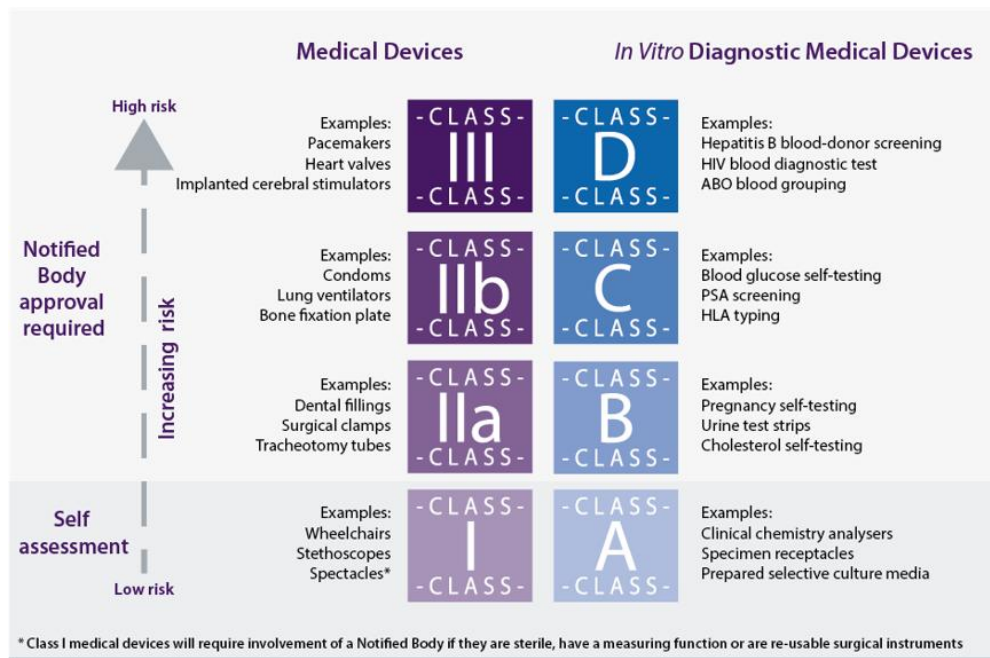 Medical Devices
In Vitro Diagnostic Medical Devices
High risk
Notified
Body
approval
required
Increasing risk
Self
assessment
Low risk
Examples:
Pacemakers
Heart valves
Implanted cerebral stimulators
-CLASS-
III
-CLASS-
-CLASS-
D
-CLASS-
Examples:
Hepatitis B blood-donor screening
HIV blood diagnostic test
ABO blood grouping
Examples:
Condoms
Lung ventilators
Bone fixation plate
-CLASS-
IIb
-CLASS-
-CLASS-
C
-CLASS-
Examples:
Blood glucose self-testing
PSA screening
HLA typing
Examples:
Dental fillings
Surgical clamps
Tracheotomy tubes
-CLASS-
IIa
-CLASS-
-CLASS-
B
-CLASS-
Examples:
Pregnancy self-testing
Urine test strips
Cholesterol self-testing
Examples:
Wheelchairs
Stethoscopes
Spectacles*
-CLASS-
I
-CLASS-
-CLASS-
A
-CLASS-
Examples:
Clinical chemistry analysers
Specimen receptacles
Prepared selective culture media
* Class I medical devices will require involvement of a Notified Body if they are sterile, have a measuring function or are re-usable surgical instruments